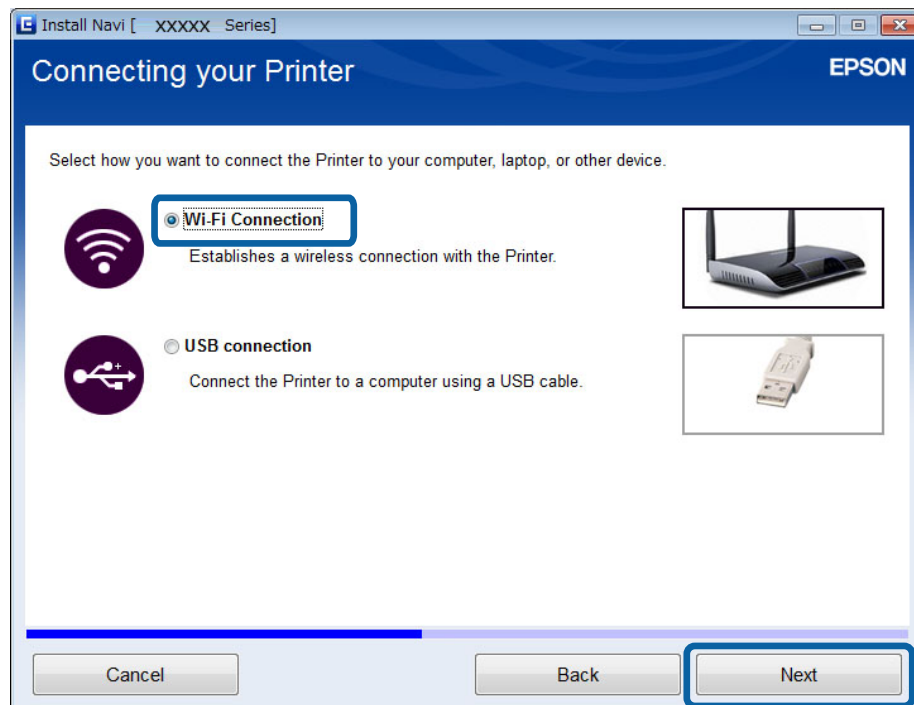 Install Navi [ XXXXX Series]
Connecting your Printer
EPSON
Select how you want to connect the Printer to your computer, laptop, or other device.
Wi-Fi Connection
Establishes a wireless connection with the Printer.
USB connection
Connect the Printer to a computer using a USB cable.
Cancel
Back
Next